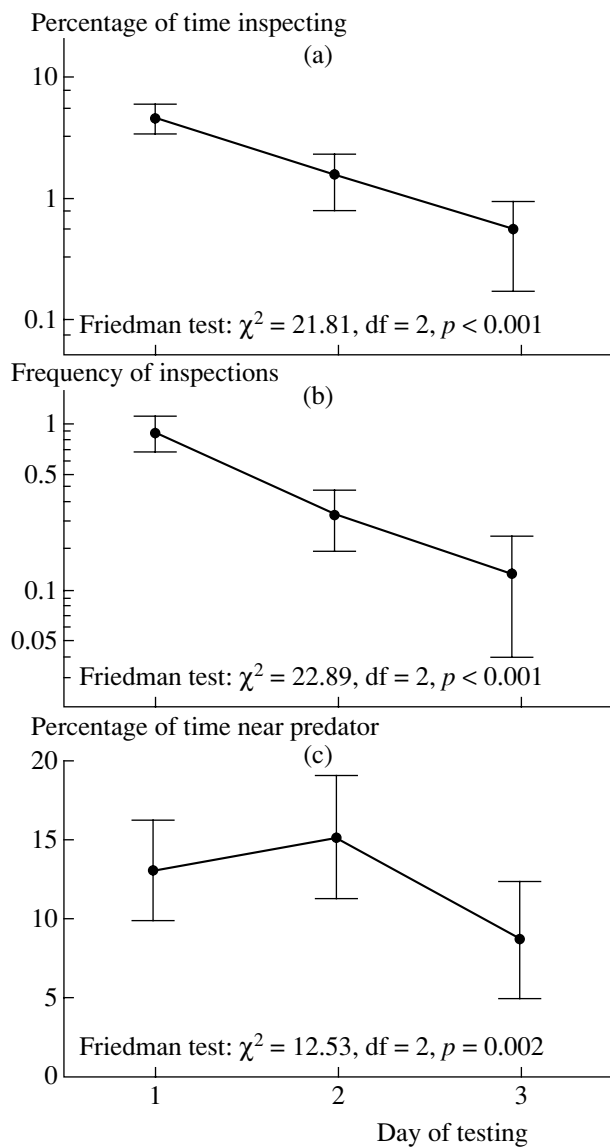 Percentage of time inspecting
(a)
10
1
0.1
Friedman test: χ² = 21.81, df = 2, p < 0.001
Frequency of inspections
(b)
1
0.5
0.1
0.05
Friedman test: χ² = 22.89, df = 2, p < 0.001
Percentage of time near predator
(c)
20
15
10
5
0
Friedman test: χ² = 12.53, df = 2, p = 0.002
1 2 3
Day of testing